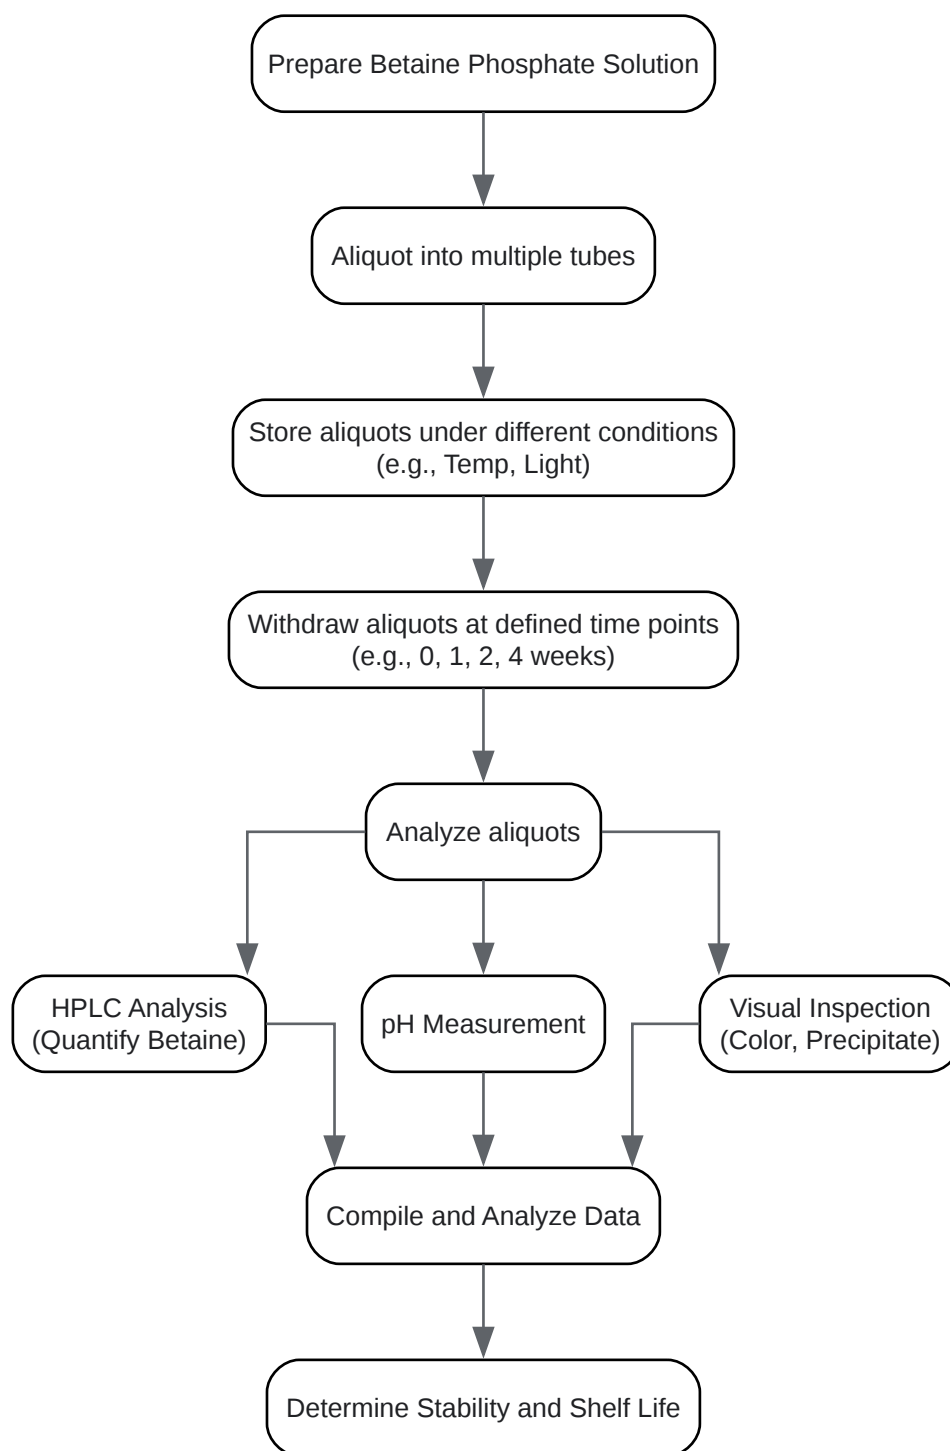 Prepare Betaine Phosphate Solution
Aliquot into multiple tubes
Store aliquots under different conditions
(e.g., Temp, Light)
Withdraw aliquots at defined time points
(e.g., 0, 1, 2, 4 weeks)
Analyze aliquots
HPLC Analysis
(Quantify Betaine)
pH Measurement
Visual Inspection
(Color, Precipitate)
Compile and Analyze Data
Determine Stability and Shelf Life